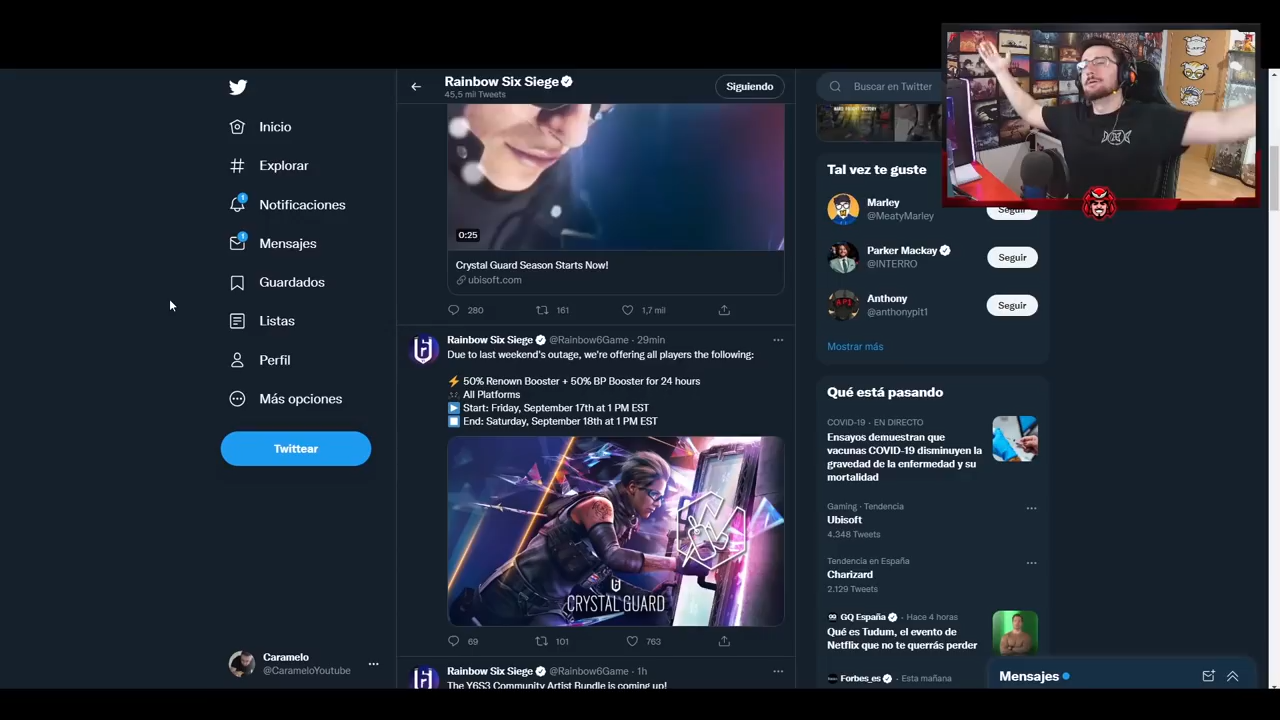 Rainbow Six Siege
45,5 mil Tweets
Siguiendo
Buscar en Twitter
Inicio
Explorar
1
Notificaciones
1
Mensajes
Guardados
Listas
Perfil
Más opciones
Twittear
Caramelo
@CarameloYoutube
0:25
Crystal Guard Season Starts Now!
ubisoft.com
280
161
1,7 mil
Rainbow Six Siege @Rainbow6Game · 29min
Due to last weekend's outage, we're offering all players the following:
⚡ 50% Renown Booster + 50% BP Booster for 24 hours
🎮 All Platforms
▶️ Start: Friday, September 17th at 1 PM EST
⏹️ End: Saturday, September 18th at 1 PM EST
CRYSTAL GUARD
69
101
763
Rainbow Six Siege @Rainbow6Game · 1h
The Y6S3 Community Artist Bundle is coming up!
Tal vez te guste
Marley
@MeatyMarley
Seguir
Parker Mackay
@INTERRO
Seguir
API
Anthony
@anthonyplt1
Seguir
Mostrar más
Qué está pasando
COVID-19 · EN DIRECTO
Ensayos demuestran que
vacunas COVID-19 disminuyen la
gravedad de la enfermedad y su
mortalidad
Gaming · Tendencia
Ubisoft
4.348 Tweets
Tendencia en España
Charizard
2.129 Tweets
GQ España · Hace 4 horas
Qué es Tudum, el evento de
Netflix que no te querrás perder
Forbes_es · Esta mañana
Mensajes